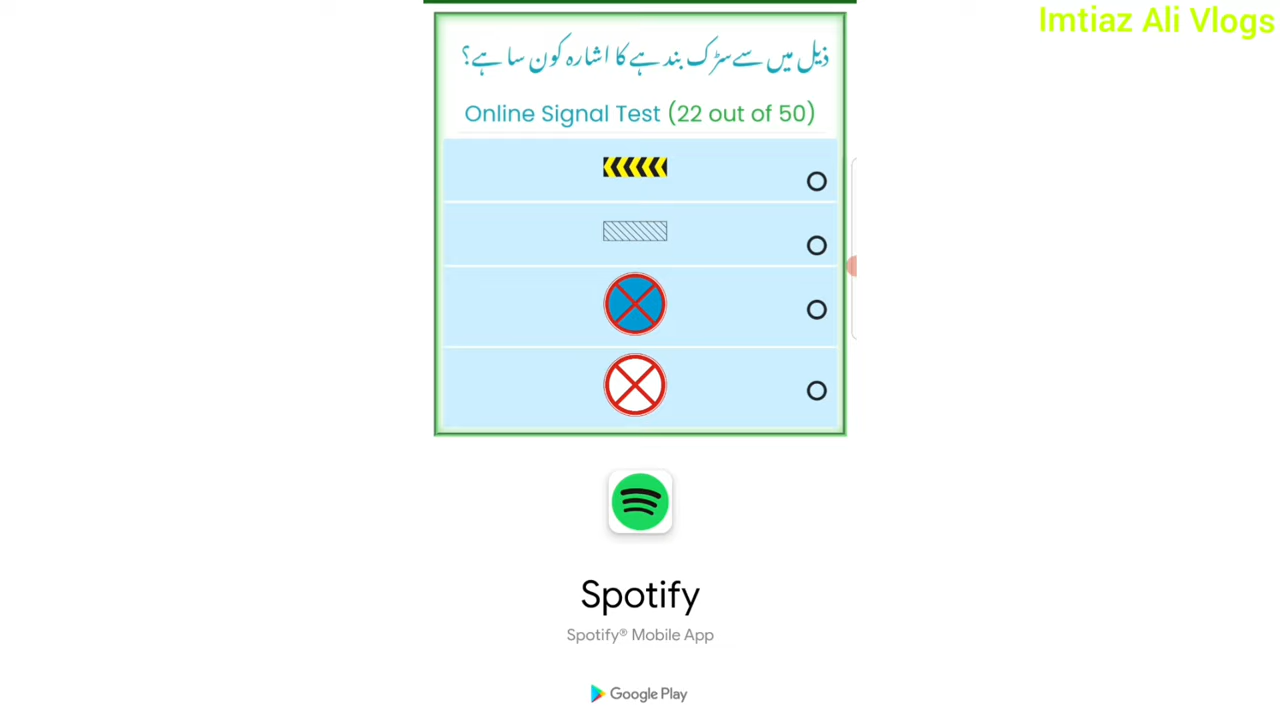 Imtiaz Ali Vlogs
ذیل میں سے سڑک بند ہے کا اشارہ کون سا ہے؟
Online Signal Test (22 out of 50)
Spotify
Spotify® Mobile App
Google Play